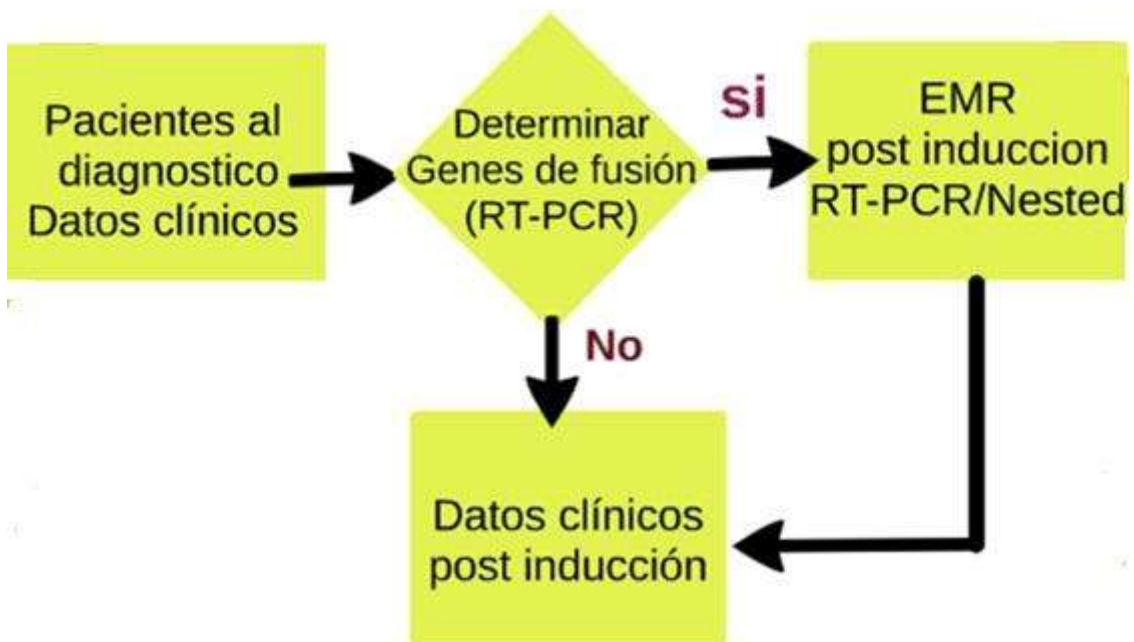 Pacientes al
diagnostico
Datos clínicos
Determinar
Genes de fusión
(RT-PCR)
si
EMR
post induccion
RT-PCR/Nested
No
Datos clínicos
post inducción